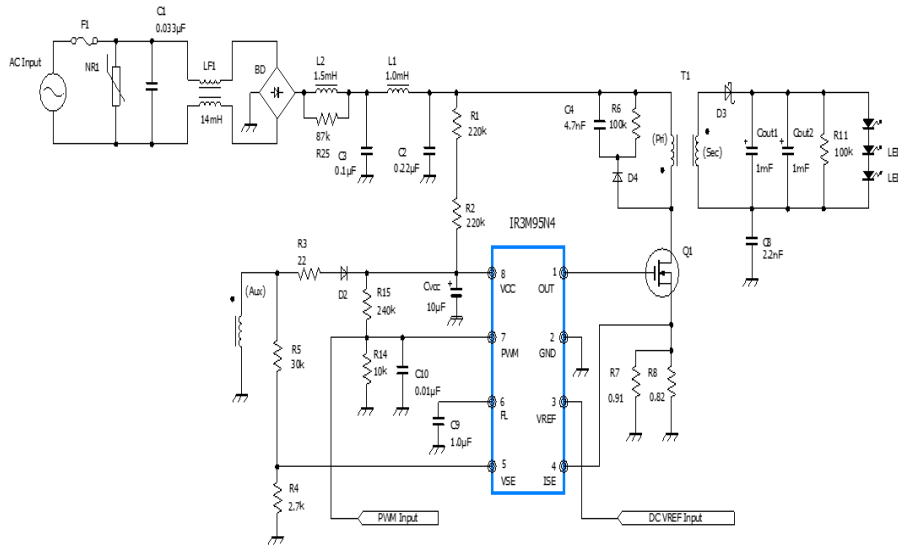 F1
C1
0.033μF
AC Input
NR1
LF1
14mH
BD
L2
1.5mH
87k
R25
L1
1.0mH
C3
0.1μF
C2
0.22μF
R1
220k
R2
220k
C4
4.7nF
R6
100k
D4
T1
(Pri)
(Sec)
D3
Cout1
1mF
Cout2
1mF
R11
100k
LE
LE
C8
2.2nF
IR3M95N4
Q1
R3
22
D2
(Aux)
R15
240k
Cvcc
10μF
R5
30k
R14
10k
C10
0.01μF
C9
1.0μF
R4
2.7k
8
VCC
1
OUT
7
PWM
2
GND
6
FL
3
VREF
5
VSE
4
ISE
R7
0.91
R8
0.82
PWM Input
DC VREF Input